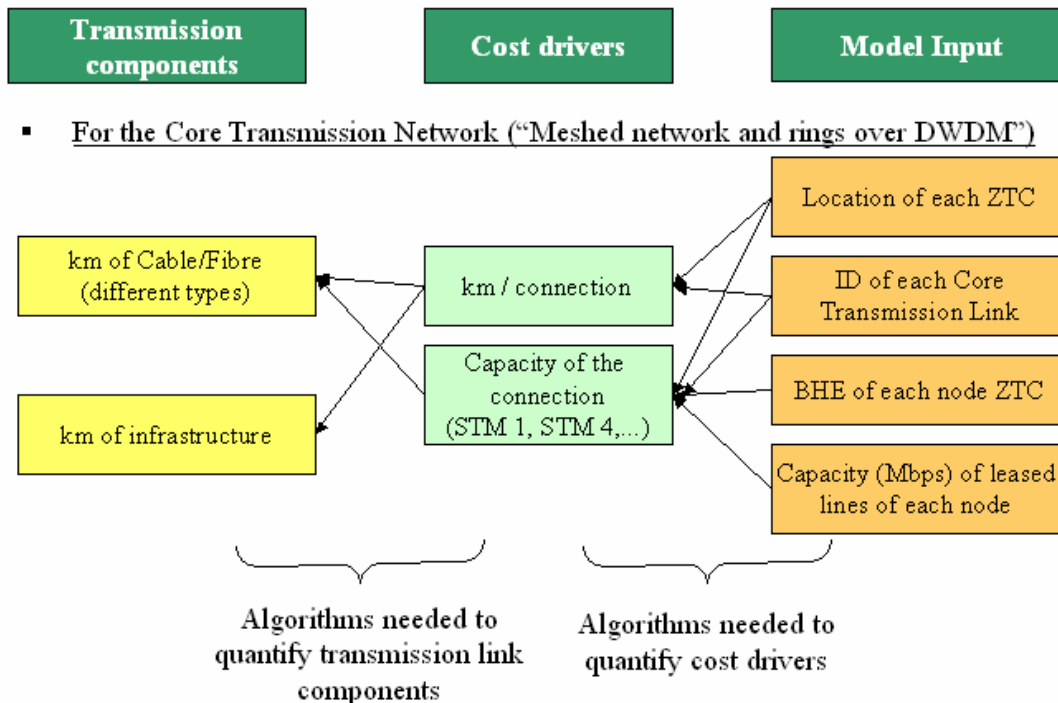 Transmission
components
Cost drivers
Model Input
▪ For the Core Transmission Network (“Meshed network and rings over DWDM”)
Location of each ZTC
km of Cable/Fibre
(different types)
km / connection
ID of each Core
Transmission Link
Capacity of the
connection
(STM 1, STM 4,...)
BHE of each node ZTC
km of infrastructure
Capacity (Mbps) of leased
lines of each node
Algorithms needed to
quantify transmission link
components
Algorithms needed to
quantify cost drivers